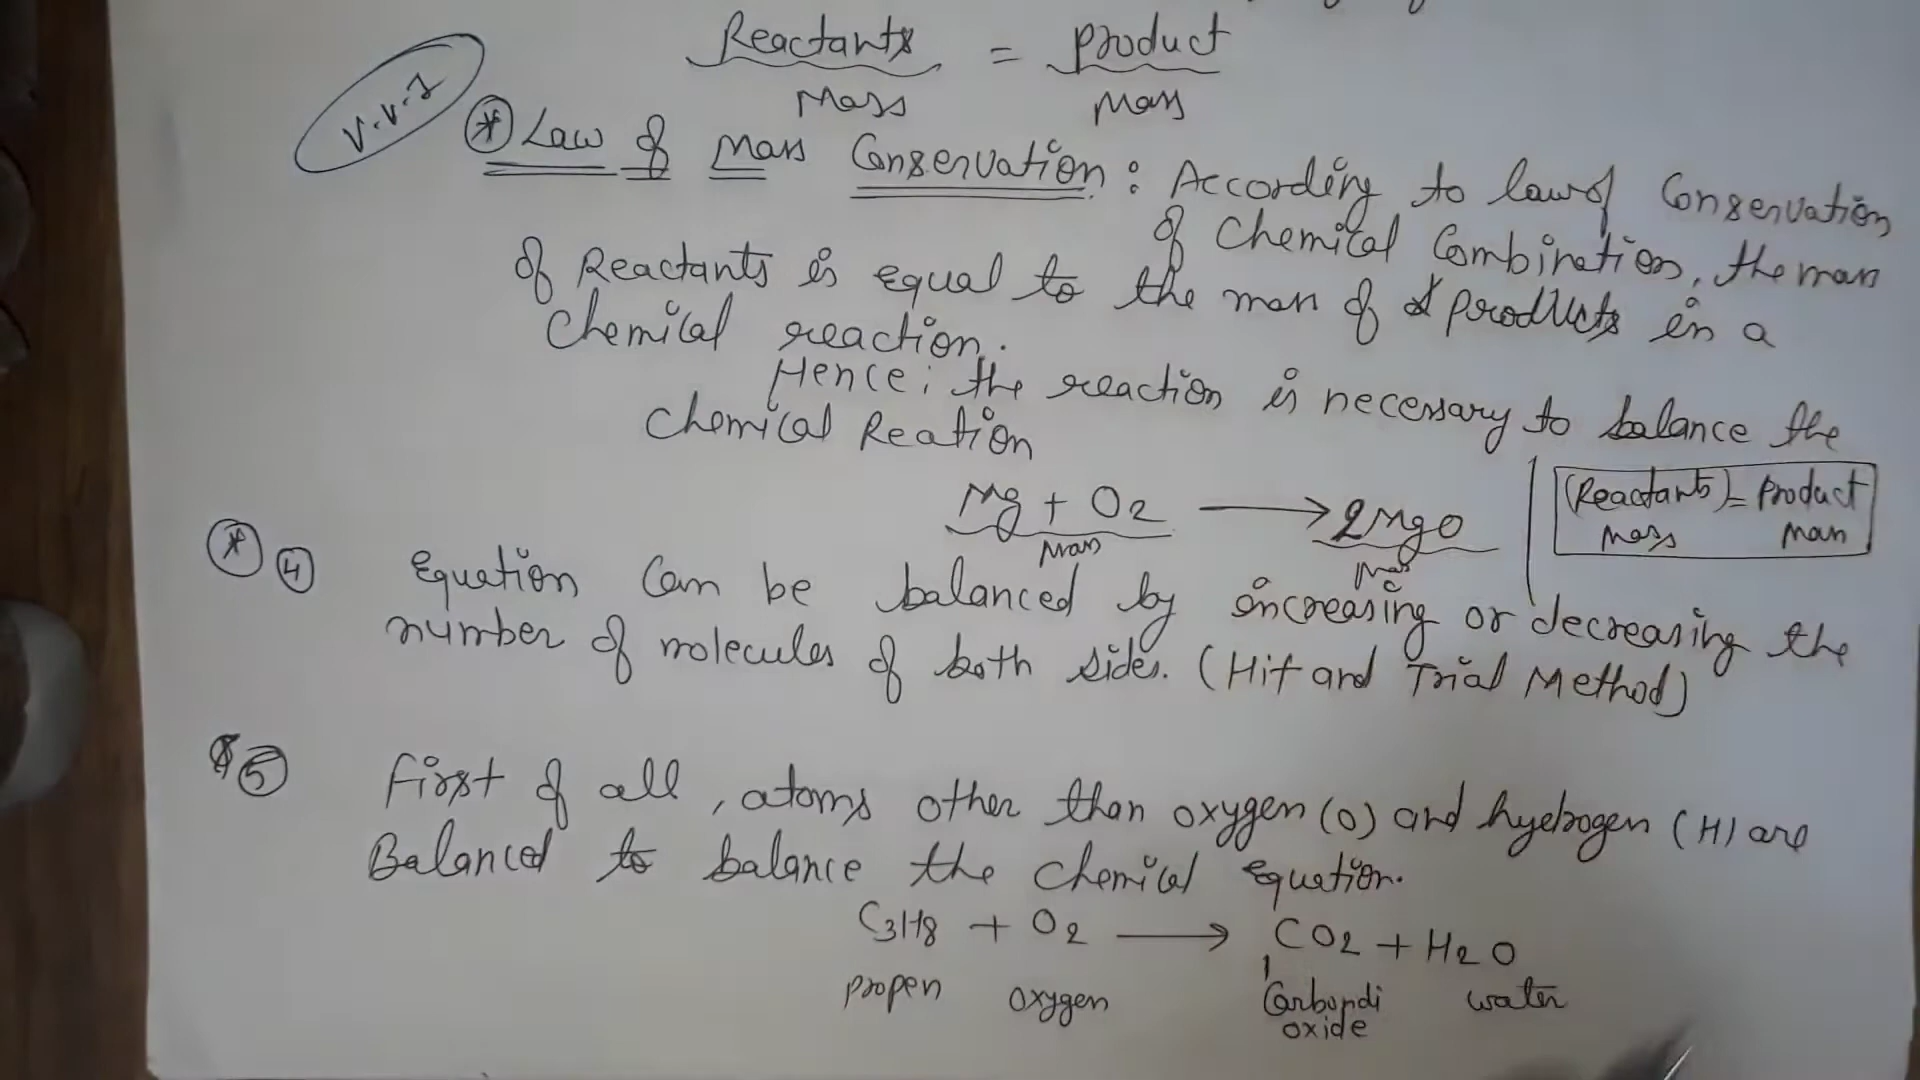 Reactants = product
Mass Mass
V.V.I
* Law of Mass Conservation : According to law of Conservation
of Chemical Combination, the mass
of Reactants is equal to the mass of products in a
Chemical reaction.
Hence; the reaction is necessary to balance the
Chemical Reation
Mg + O2 → 2MgO
Mass Mass
(Reactants) = Product
Mass Mass
* 4 Equation Can be balanced by increasing or decreasing the
number of molecules of both sides. (Hit and Trial Method)
5 First of all, atoms other than oxygen (O) and hydrogen (H) are
Balanced to balance the chemical equation.
C3H8 + O2 → CO2 + H2O
propen oxygen Carbondi water
oxide